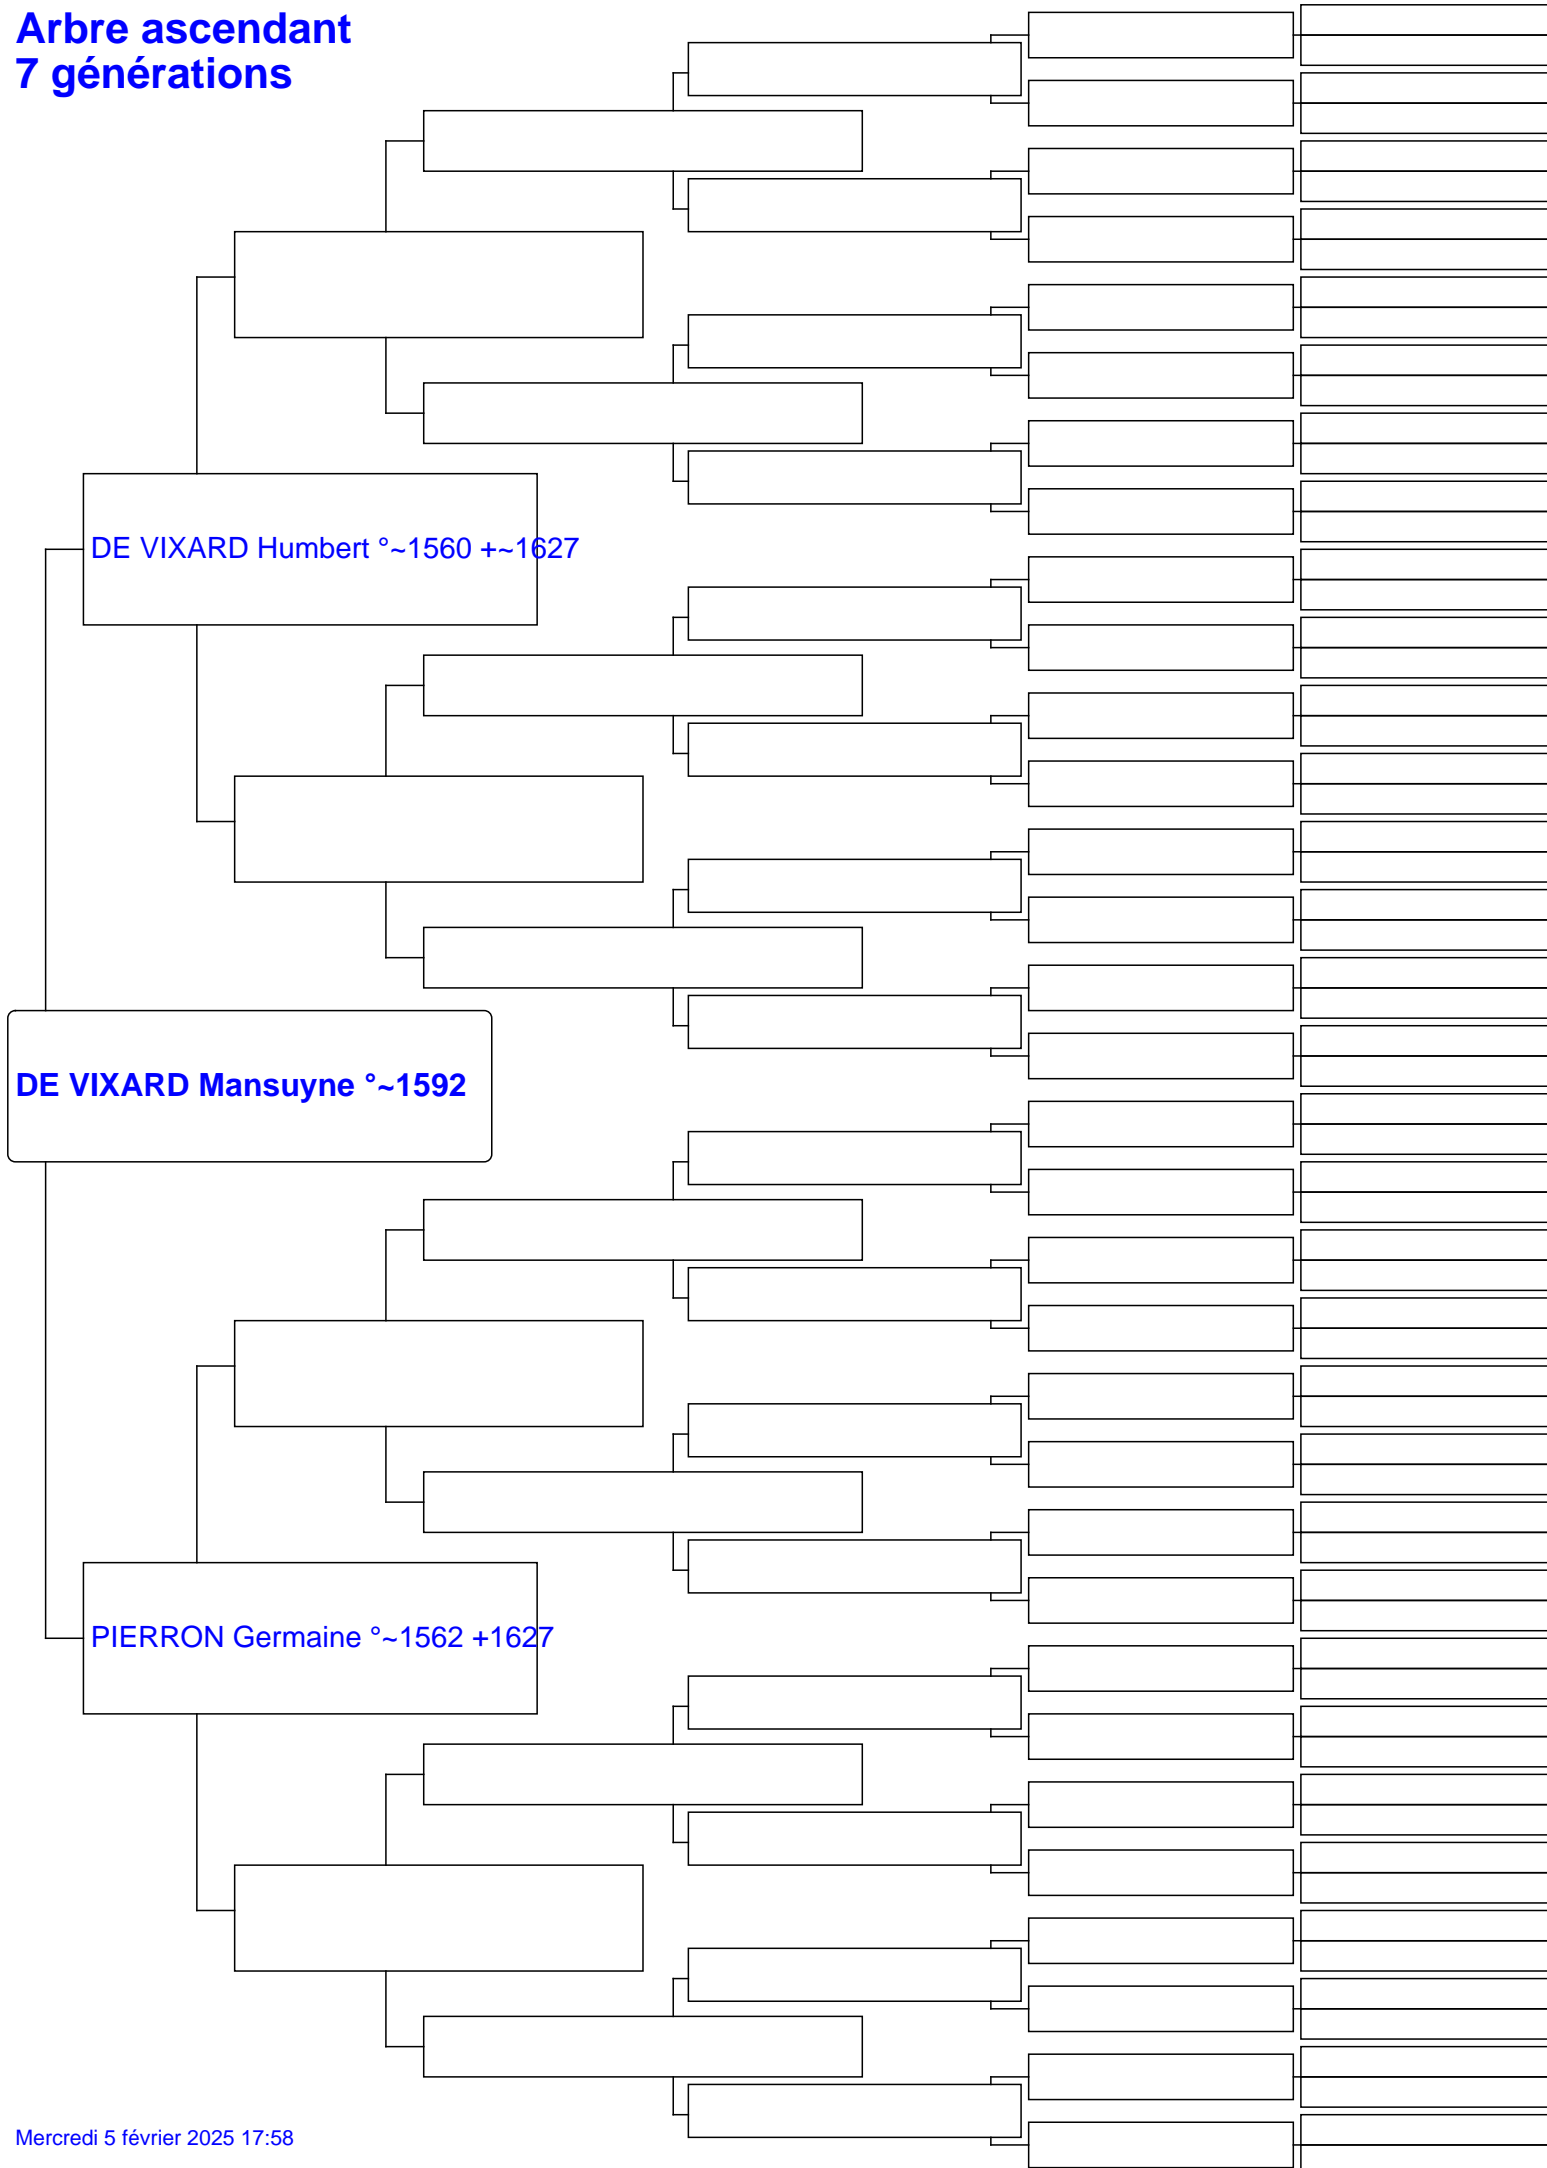 Arbre ascendant
7 générations
DE VIXARD Humbert °~1560 +~1627
DE VIXARD Mansuyne °~1592
PIERRON Germaine °~1562 +1627
Mercredi 5 février 2025 17:58